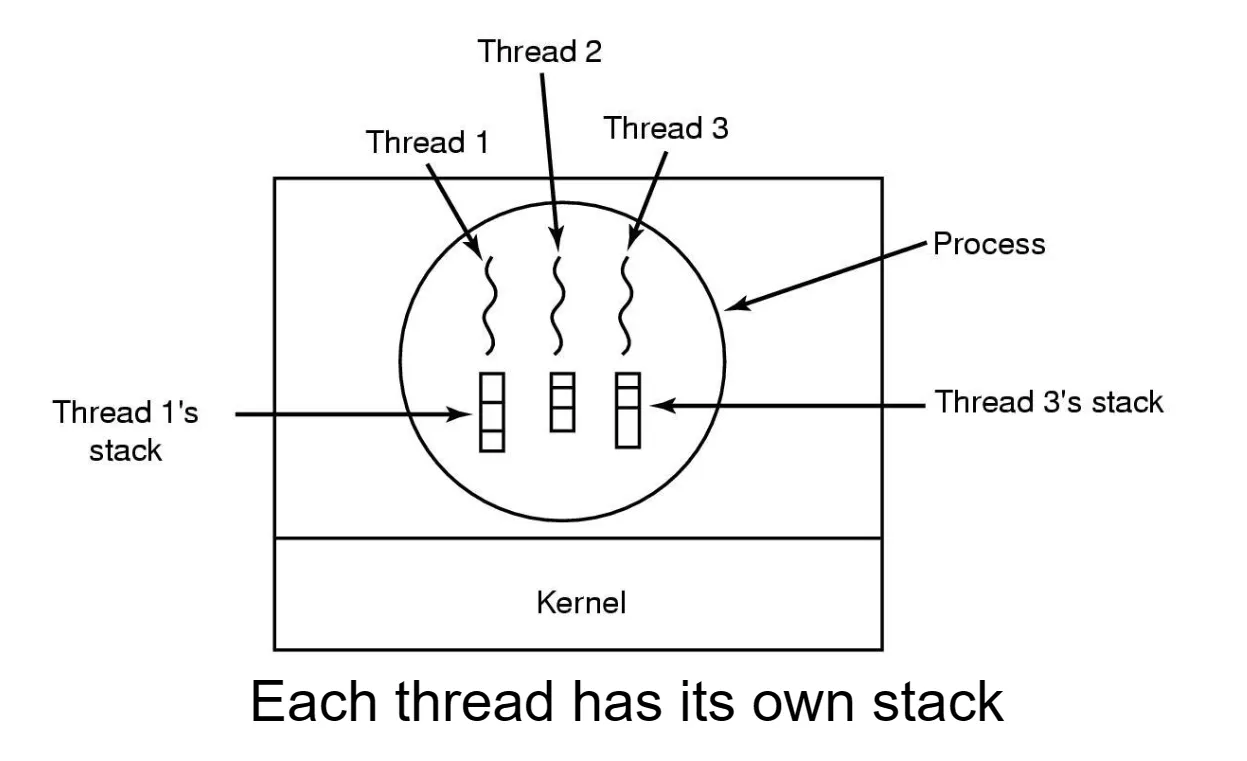 Thread 2
Thread 1
Thread 3
Process
Thread 1's
stack
Thread 3's stack
Kernel
Each thread has its own stack